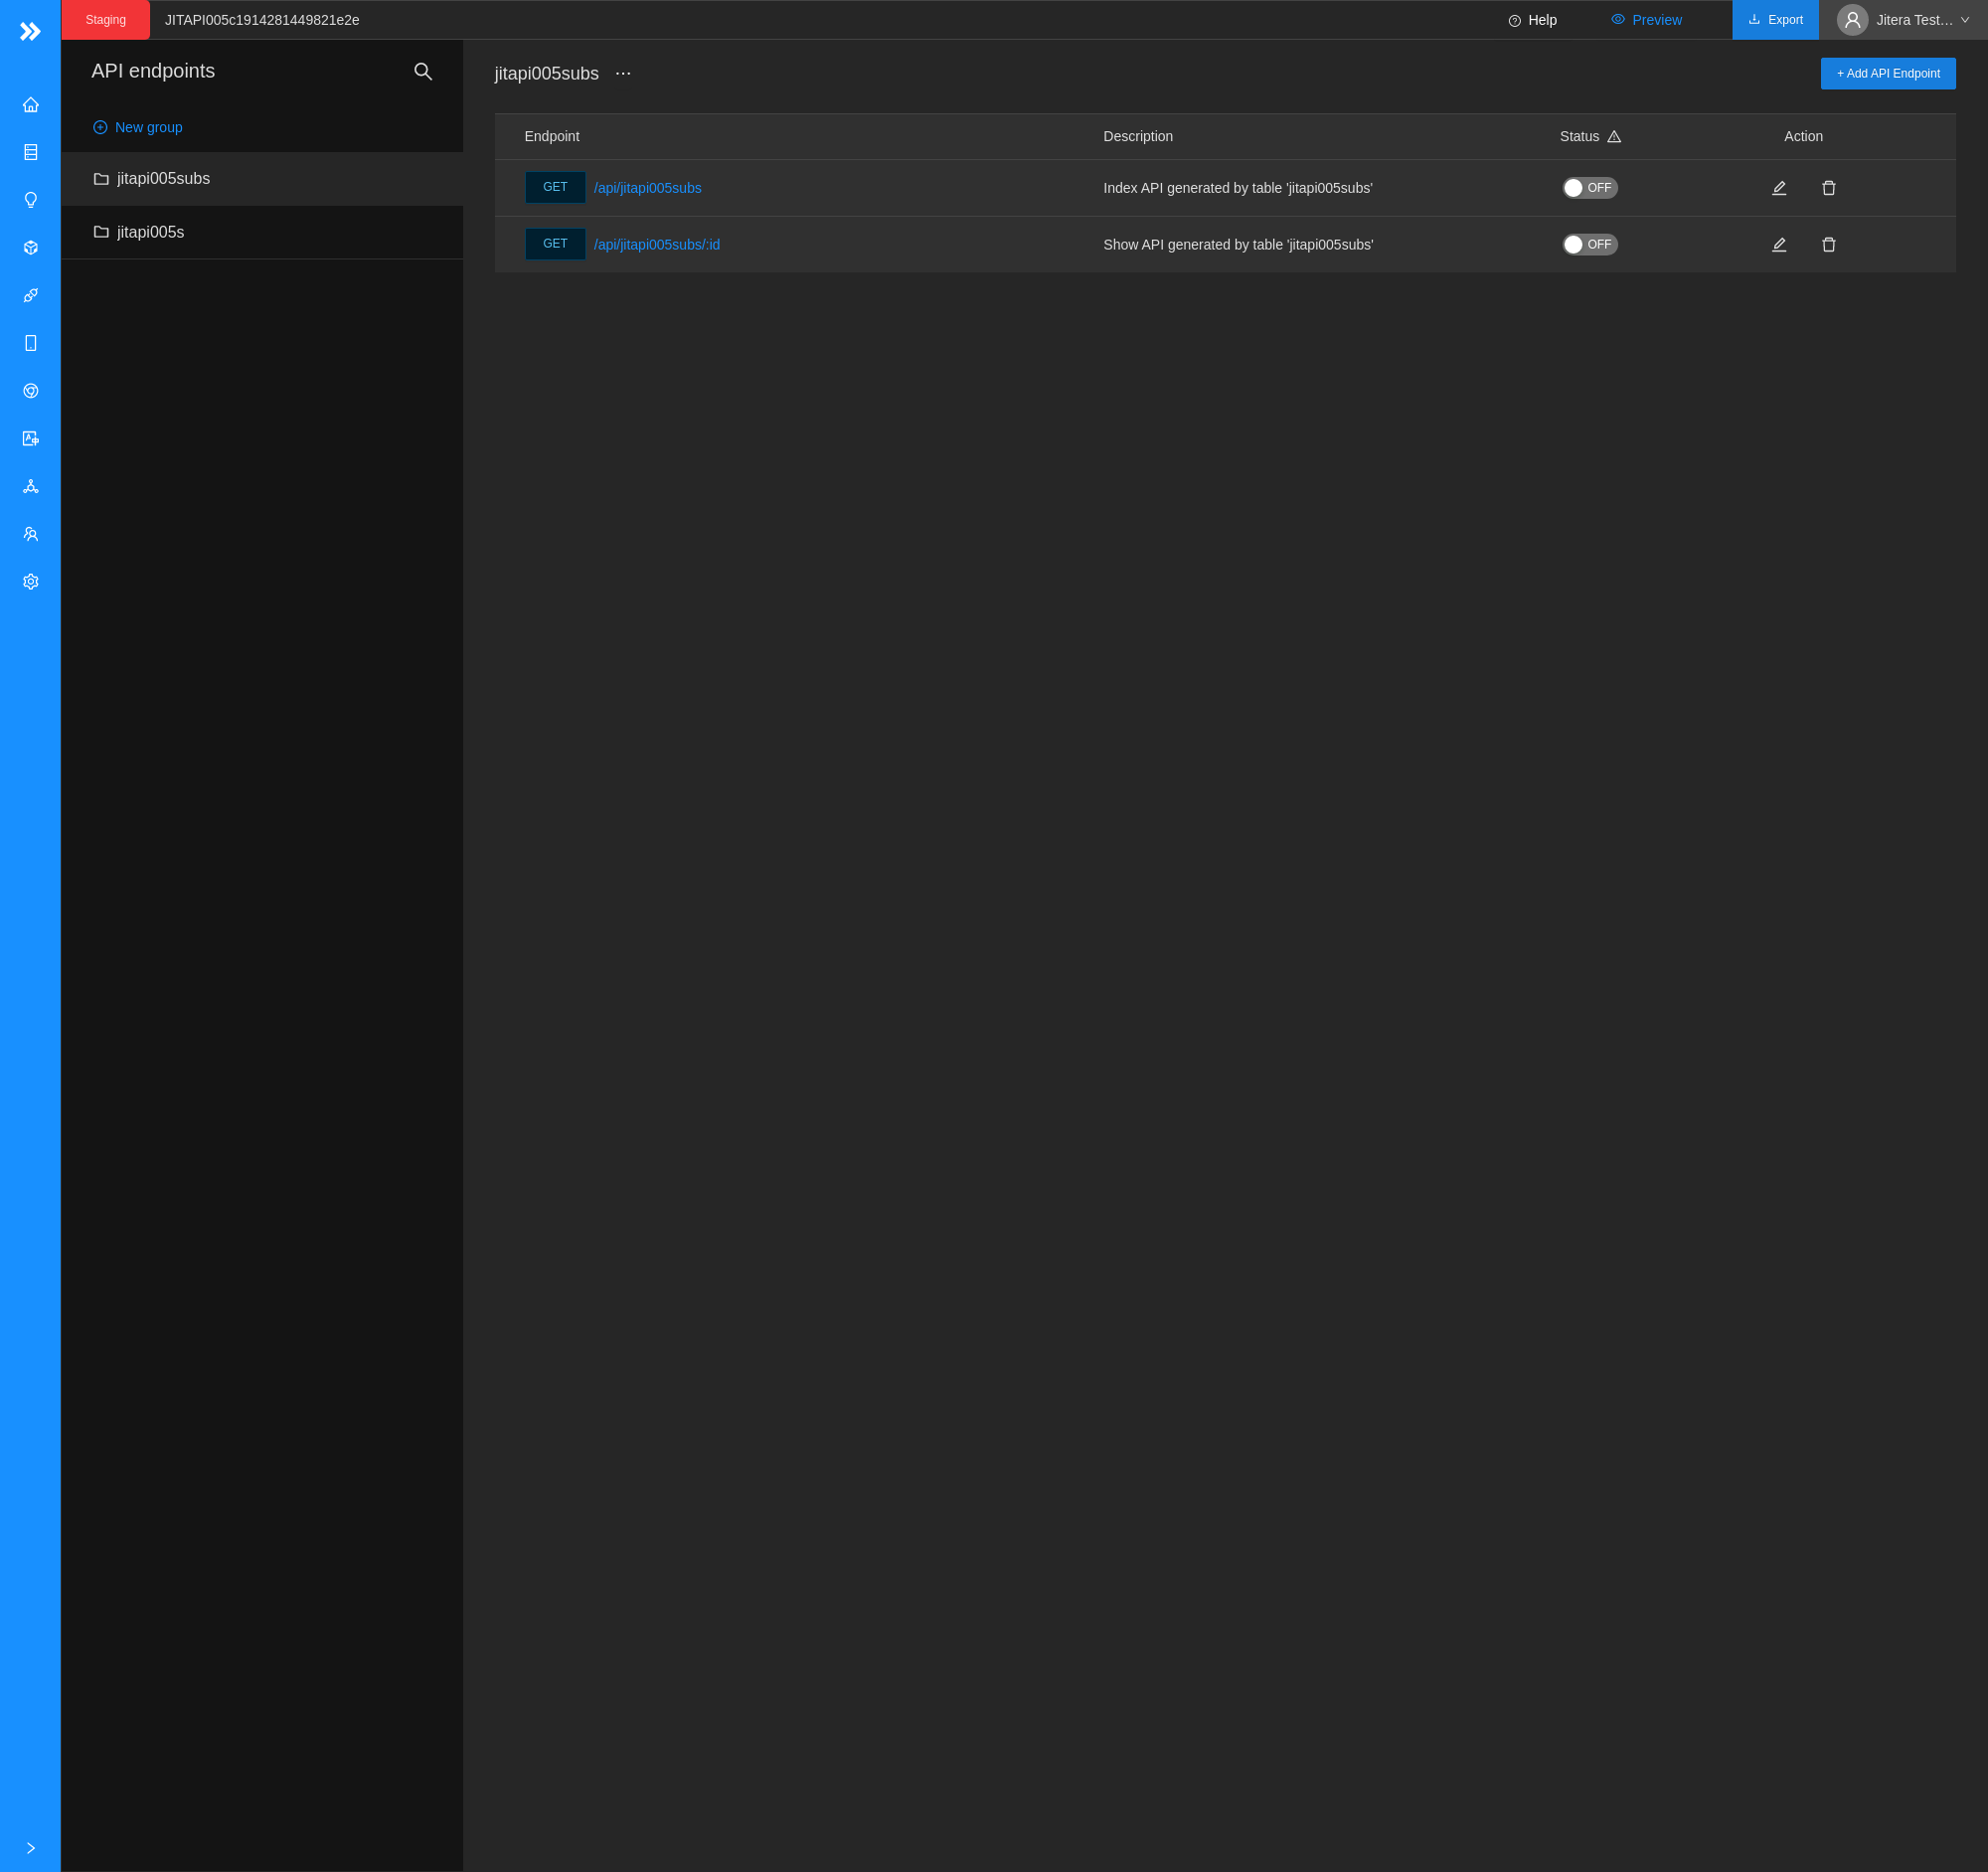 Staging JITAPI005c1914281449821e2e Help Preview Export Jitera Test…
API endpoints
New group
jitapi005subs
jitapi005s
jitapi005subs ··· + Add API Endpoint
Endpoint Description Status Action
GET /api/jitapi005subs Index API generated by table 'jitapi005subs' OFF
GET /api/jitapi005subs/:id Show API generated by table 'jitapi005subs' OFF